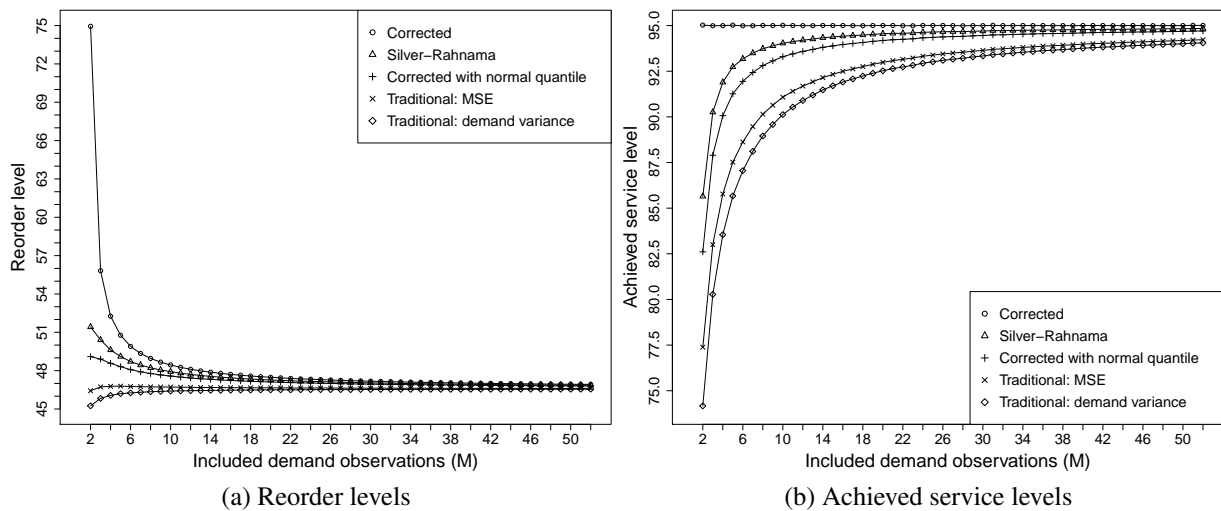 75
72
69
66
63
60
57
54
51
48
45
Reorder level
Corrected
Silver−Rahnama
Corrected with normal quantile
Traditional: MSE
Traditional: demand variance
2 6 10 14 18 22 26 30 34 38 42 46 50
Included demand observations (M)
(a) Reorder levels
95.0
92.5
90.0
87.5
85.0
82.5
80.0
77.5
75.0
Achieved service level
Corrected
Silver−Rahnama
Corrected with normal quantile
Traditional: MSE
Traditional: demand variance
2 6 10 14 18 22 26 30 34 38 42 46 50
Included demand observations (M)
(b) Achieved service levels